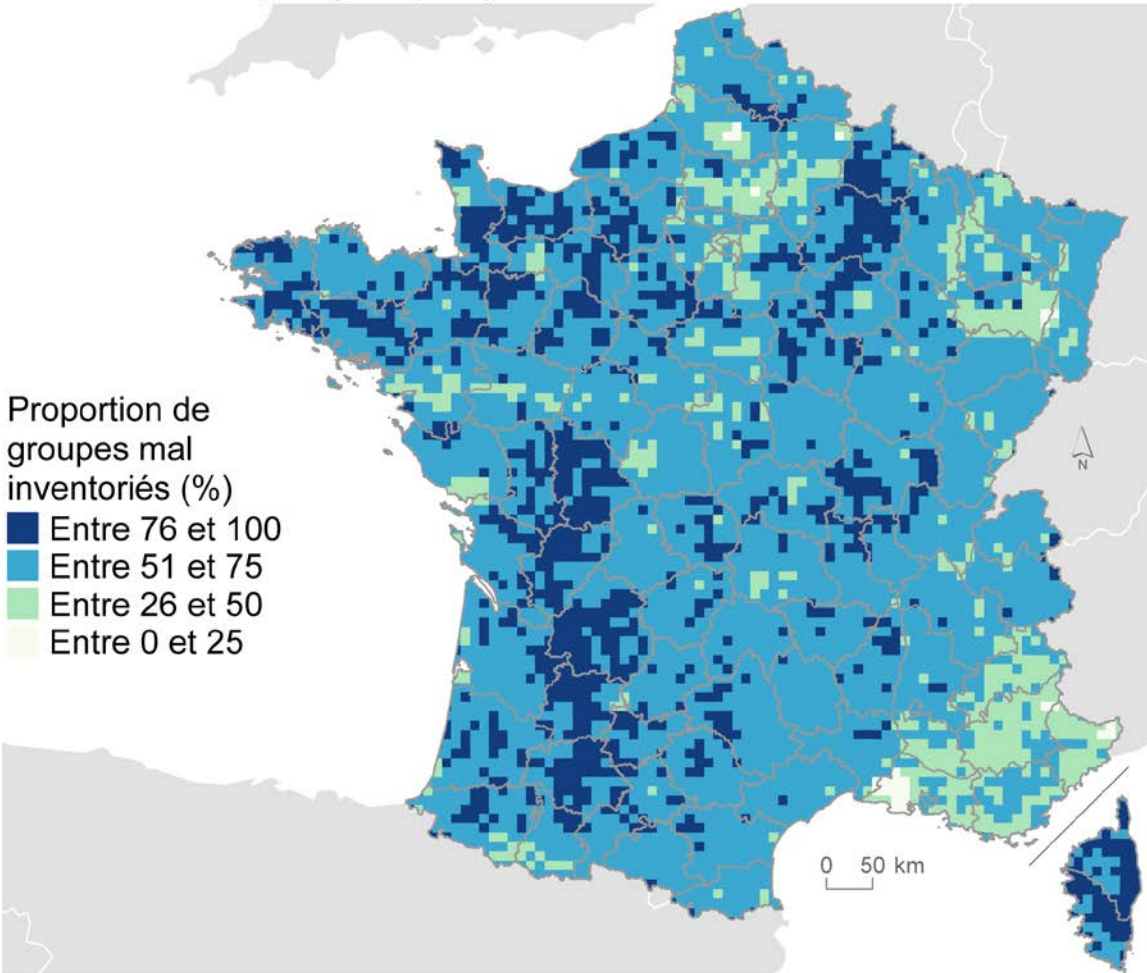 Proportion de
groupes mal
inventoriés (%)
Entre 76 et 100
Entre 51 et 75
Entre 26 et 50
Entre 0 et 25
N
0 50 km